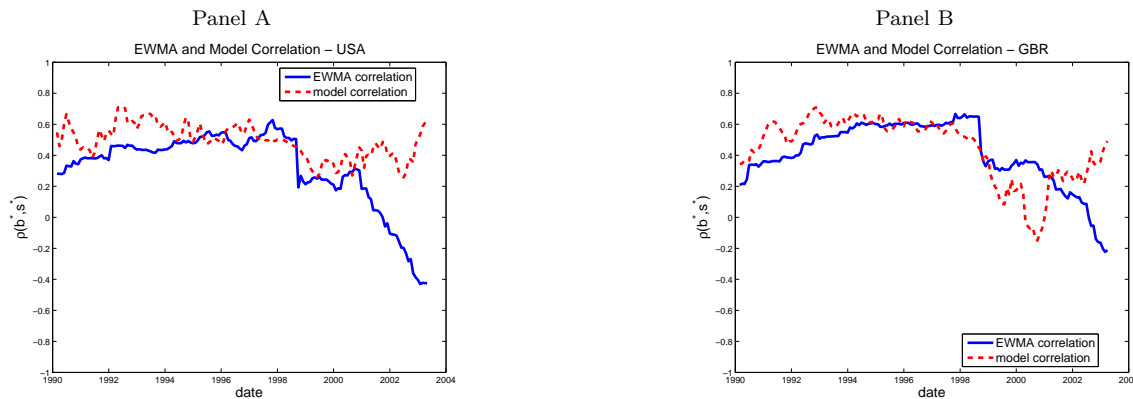 Panel A
EWMA and Model Correlation – USA
1
0.8
0.6
0.4
0.2
0
−0.2
−0.4
−0.6
−0.8
−1
ρ(b*,s*)
EWMA correlation
model correlation
1990 1992 1994 1996 1998 2000 2002 2004
date
Panel B
EWMA and Model Correlation – GBR
1
0.8
0.6
0.4
0.2
0
−0.2
−0.4
−0.6
−0.8
−1
ρ(b*,s*)
EWMA correlation
model correlation
1990 1992 1994 1996 1998 2000 2002 200
date